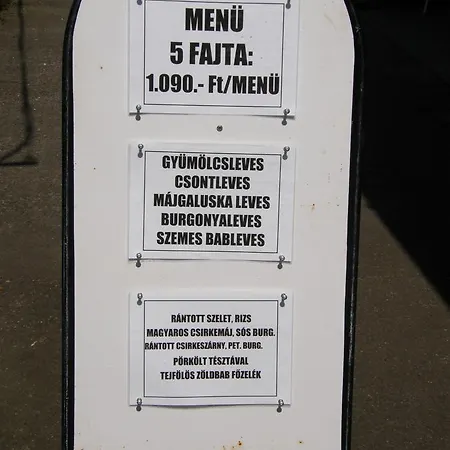 MENÜ
5 FAJTA:
1.090.- Ft/MENÜ
GYÜMÖLCSLEVES
CSONTLEVES
MÁJGALUSKA LEVES
BURGONYALEVES
SZEMES BABLEVES
RÁNTOTT SZELET, RIZS
MAGYAROS CSIRKEMÁJ, SÓS BURG.
RÁNTOTT CSIRKESZÁRNY, PET. BURG.
PÖRKÖLT TÉSZTÁVAL
TEJFÖLÖS ZÖLDBAB FŐZELÉK